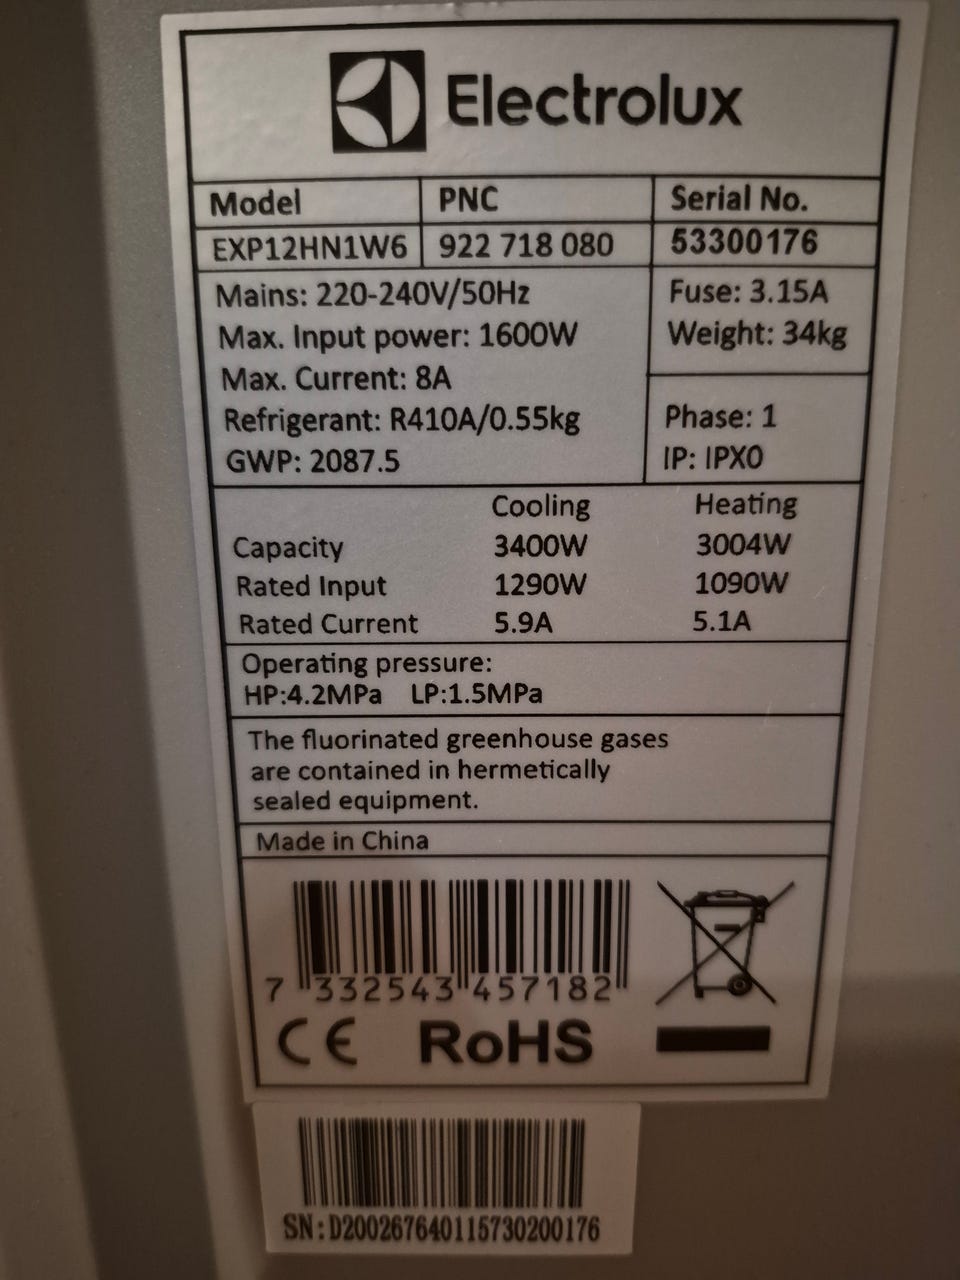 Electrolux
Model PNC Serial No.
EXP12HN1W6 922 718 080 53300176
Mains: 220-240V/50Hz Fuse: 3.15A
Max. Input power: 1600W Weight: 34kg
Max. Current: 8A
Refrigerant: R410A/0.55kg Phase: 1
GWP: 2087.5 IP: IPX0
Cooling Heating
Capacity 3400W 3004W
Rated Input 1290W 1090W
Rated Current 5.9A 5.1A
Operating pressure:
HP:4.2MPa LP:1.5MPa
The fluorinated greenhouse gases
are contained in hermetically
sealed equipment.
Made in China
7 332543 457182
CE RoHS
SN:D200267640115730200176